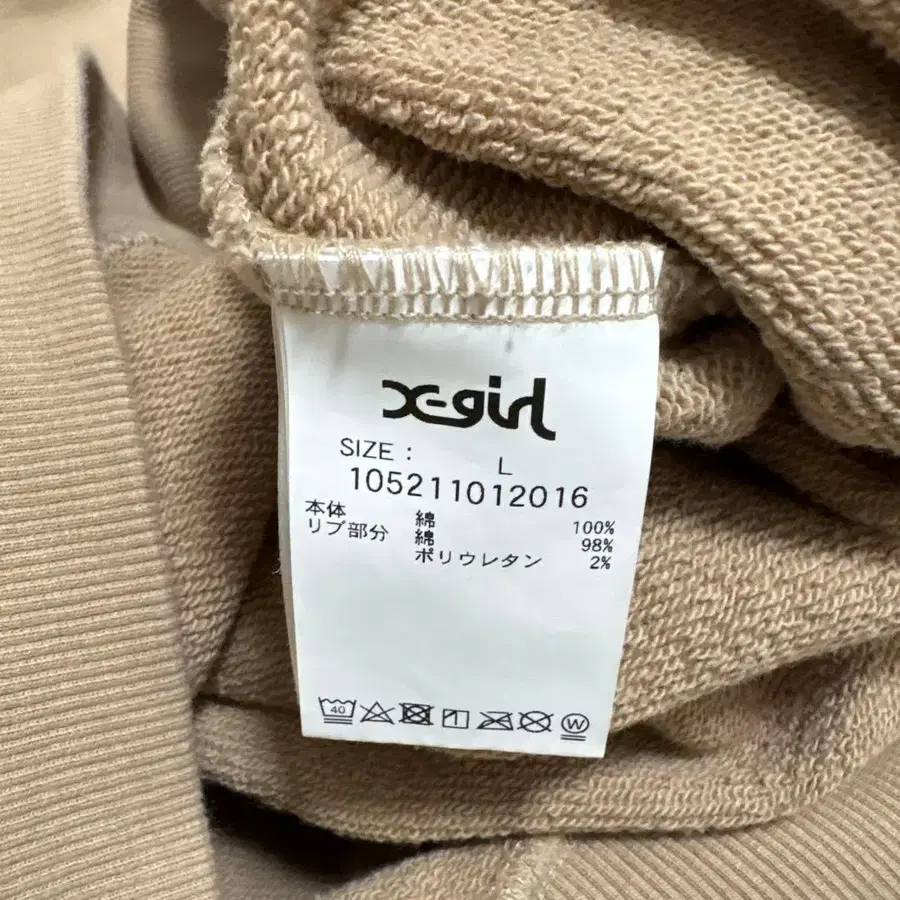 X-girl
SIZE : L
105211012016
本体 綿 100%
リブ部分 綿 98%
ポリウレタン 2%
40
W